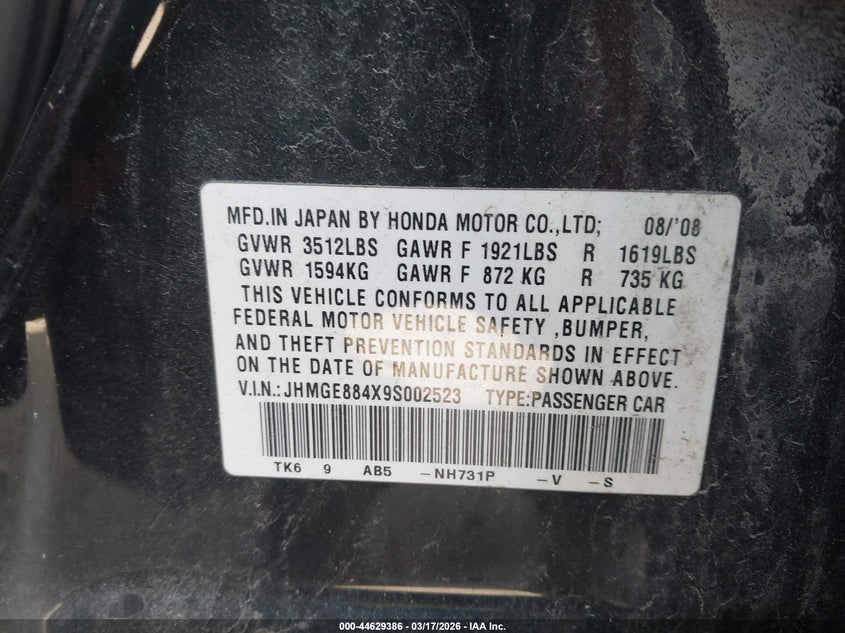 MFD.IN JAPAN BY HONDA MOTOR CO.,LTD; 08/'08
GVWR 3512LBS GAWR F 1921LBS R 1619LBS
GVWR 1594KG GAWR F 872 KG R 735 KG
THIS VEHICLE CONFORMS TO ALL APPLICABLE
FEDERAL MOTOR VEHICLE SAFETY ,BUMPER,
AND THEFT PREVENTION STANDARDS IN EFFECT
ON THE DATE OF MANUFACTURE SHOWN ABOVE.
V.I.N.: JHMGE884X9S002523 TYPE:PASSENGER CAR
TK6 9 AB5 -NH731P -V -S
000-44629386 - 03/17/2026 - IAA Inc.